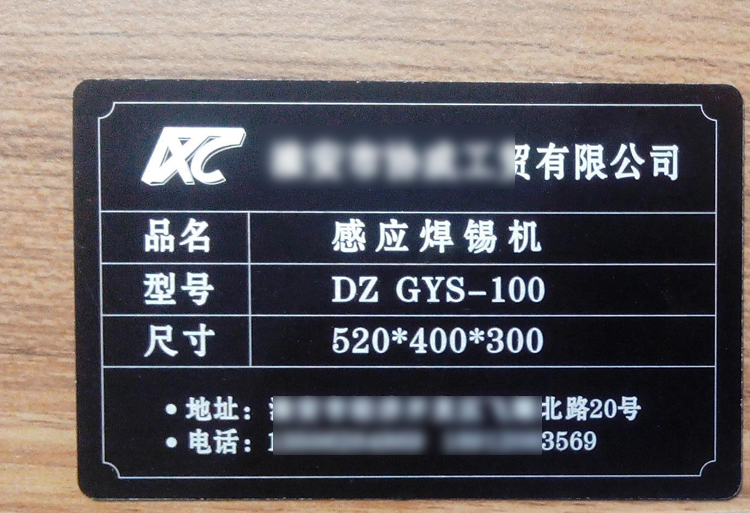 贸有限公司
品名 感应焊锡机
型号 DZ GYS-100
尺寸 520*400*300
•地址: 北路20号
•电话: 1 3569